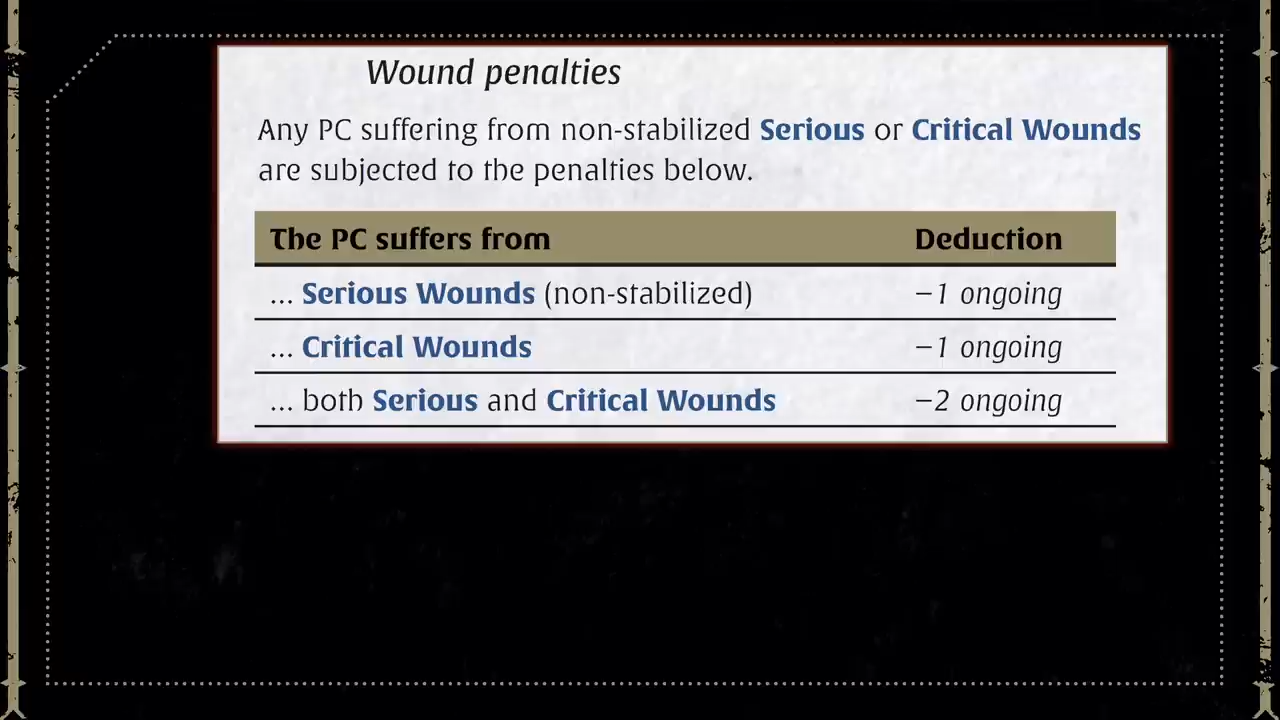 Wound penalties
Any PC suffering from non-stabilized Serious or Critical Wounds
are subjected to the penalties below.
The PC suffers from Deduction
... Serious Wounds (non-stabilized) −1 ongoing
... Critical Wounds −1 ongoing
... both Serious and Critical Wounds −2 ongoing